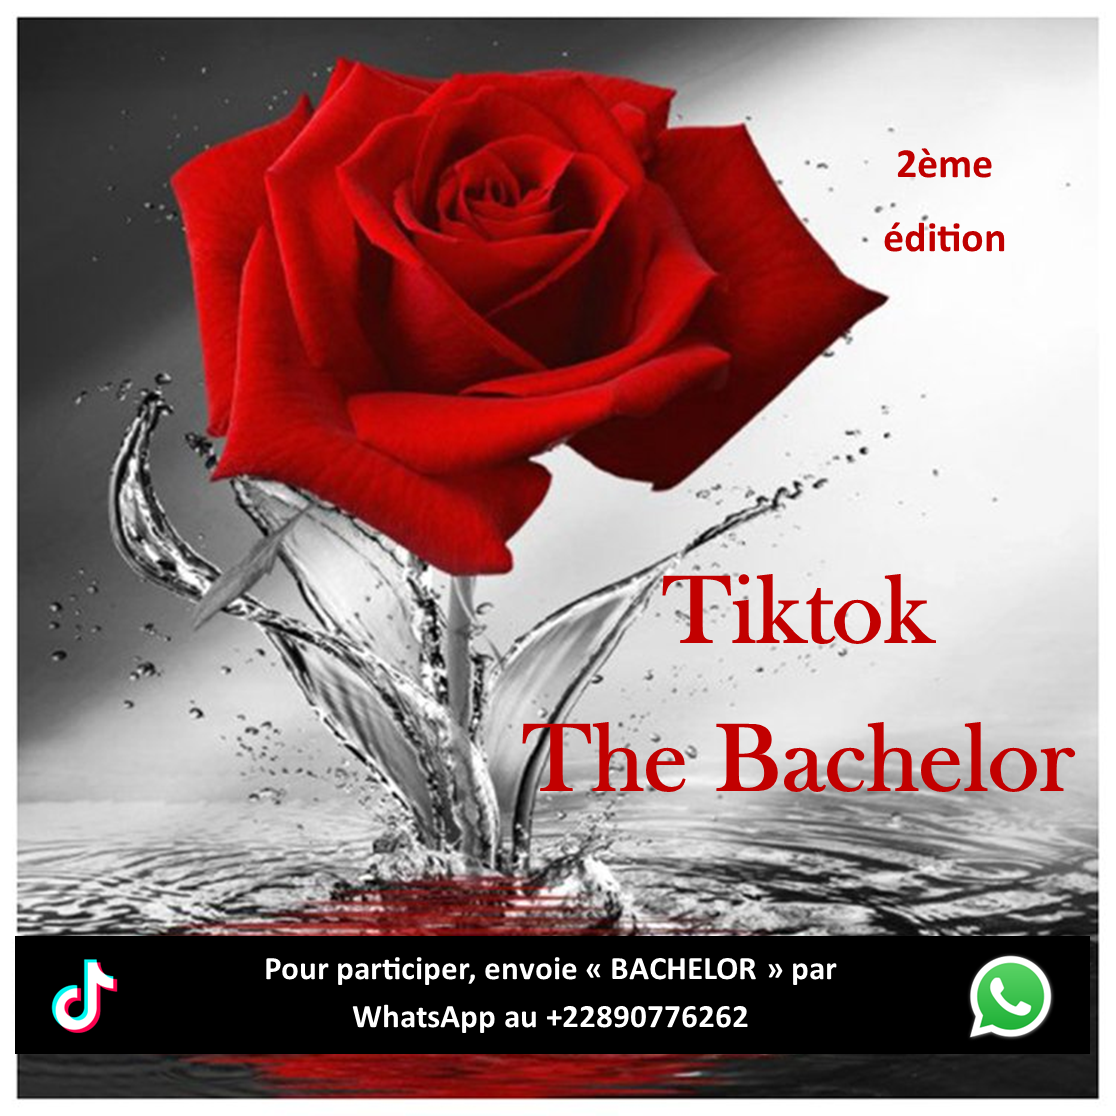 2ème
édition
Tiktok
The Bachelor
Pour participer, envoie « BACHELOR » par
WhatsApp au +22890776262